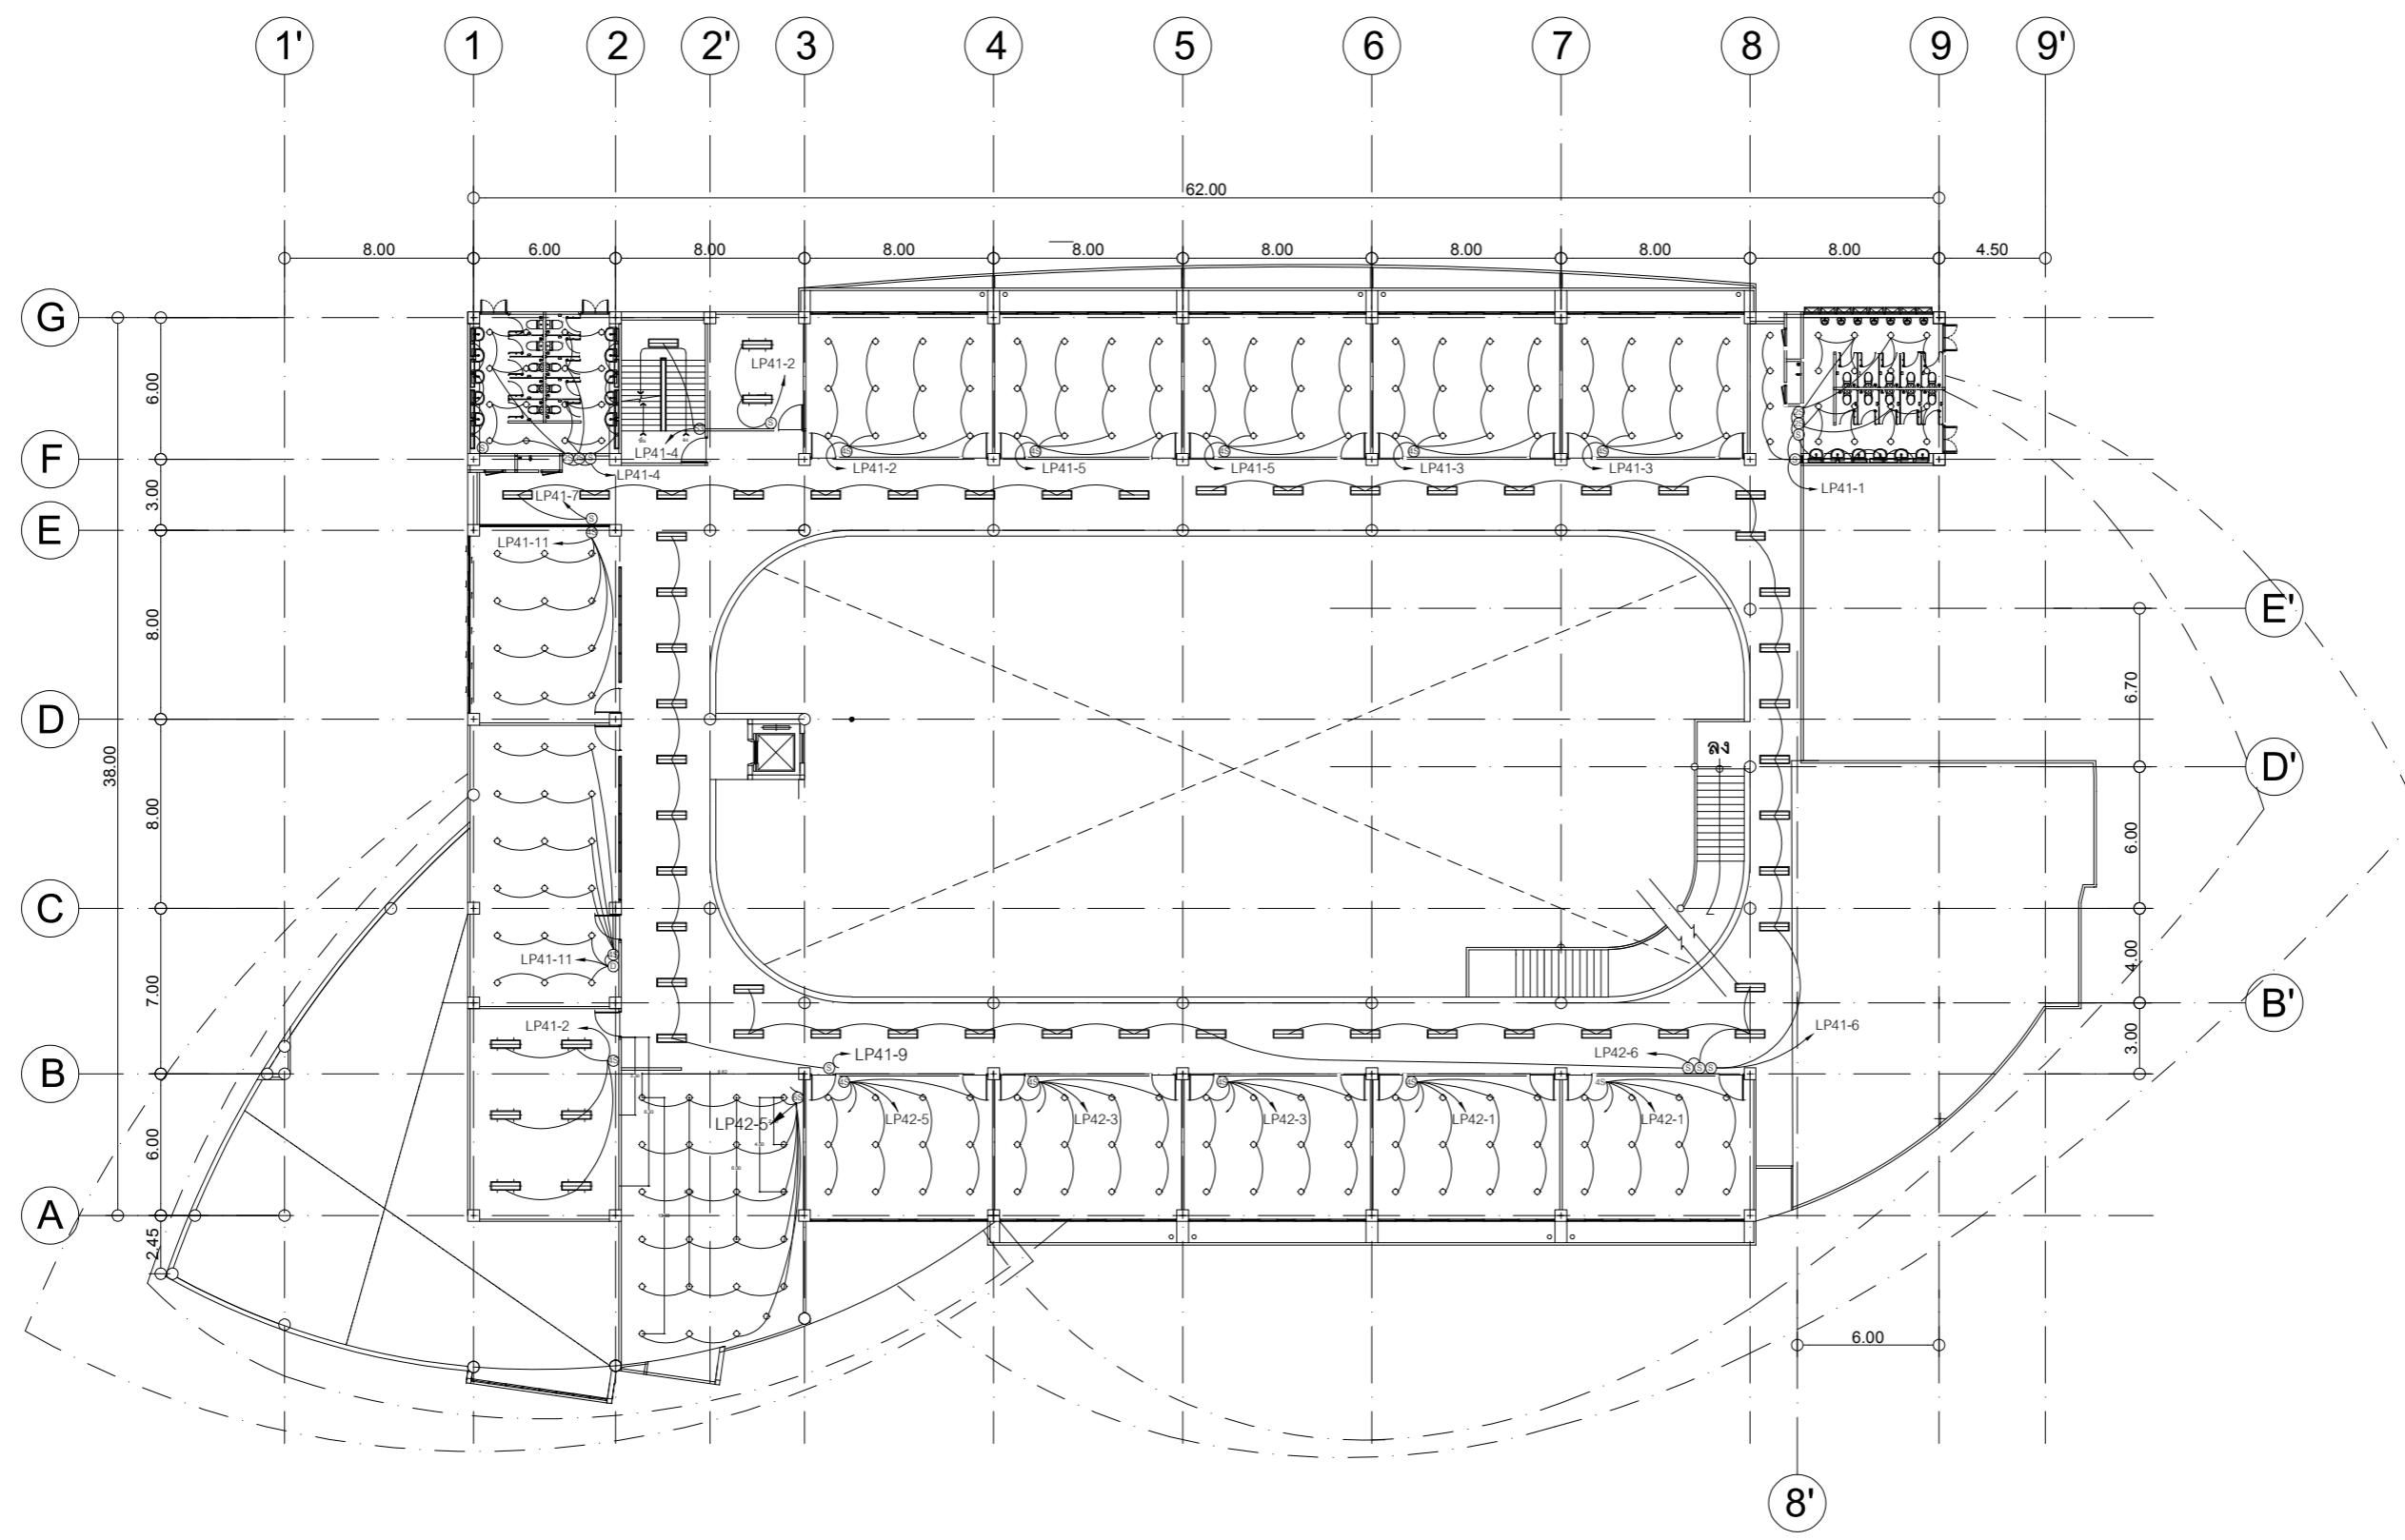 1' 1 2 2' 3 4 5 6 7 8 9 9'
62.00
8.00 6.00 8.00 8.00 8.00 8.00 8.00 8.00 8.00 4.50
G
6.00
LP41-2
LP41-4
F
LP41-2 LP41-5 LP41-5 LP41-3 LP41-3
LP41-4
LP41-1
3.00
LP41-7
E
LP41-11
8.00
E'
6.70
D
ลง
D'
38.00
8.00
6.00
C
LP41-11
7.00
4.00
B'
LP41-2
LP41-9
LP42-6
LP41-6
3.00
B
4S 4S 4S 4S 4S
LP42-5
LP42-5 LP42-3 LP42-3 LP42-1 LP42-1
6.00
A
2.45
6.00
8'